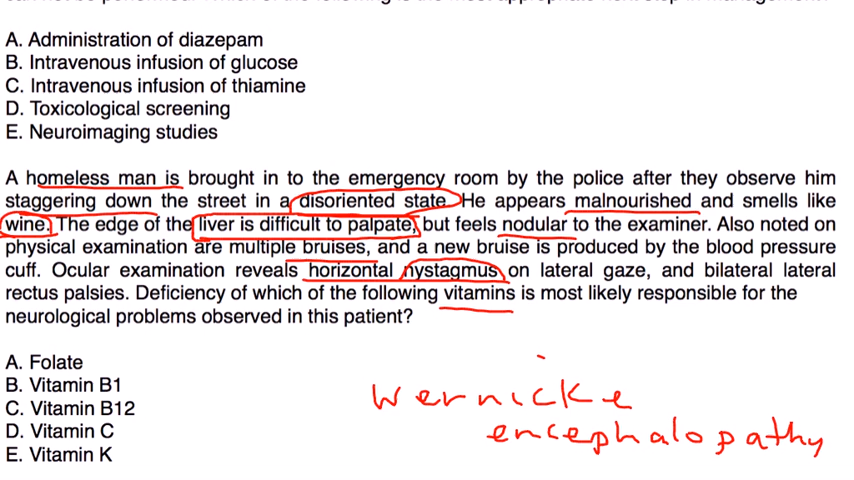 A. Administration of diazepam
B. Intravenous infusion of glucose
C. Intravenous infusion of thiamine
D. Toxicological screening
E. Neuroimaging studies
A homeless man is brought in to the emergency room by the police after they observe him
staggering down the street in a disoriented state. He appears malnourished and smells like
wine. The edge of the liver is difficult to palpate, but feels nodular to the examiner. Also noted on
physical examination are multiple bruises, and a new bruise is produced by the blood pressure
cuff. Ocular examination reveals horizontal nystagmus on lateral gaze, and bilateral lateral
rectus palsies. Deficiency of which of the following vitamins is most likely responsible for the
neurological problems observed in this patient?
A. Folate
B. Vitamin B1
C. Vitamin B12
D. Vitamin C
E. Vitamin K
wernicke
encephalopathy